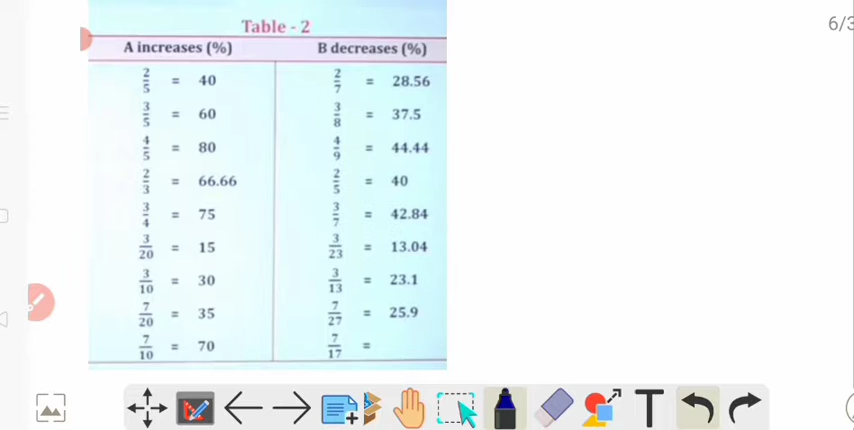 6/3
Table - 2
A increases (%) B decreases (%)
2/5 = 40 2/7 = 28.56
3/5 = 60 3/8 = 37.5
4/5 = 80 4/9 = 44.44
2/3 = 66.66 2/5 = 40
3/4 = 75 3/7 = 42.84
3/20 = 15 3/23 = 13.04
3/10 = 30 3/13 = 23.1
7/20 = 35 7/27 = 25.9
7/10 = 70 7/17 =
T